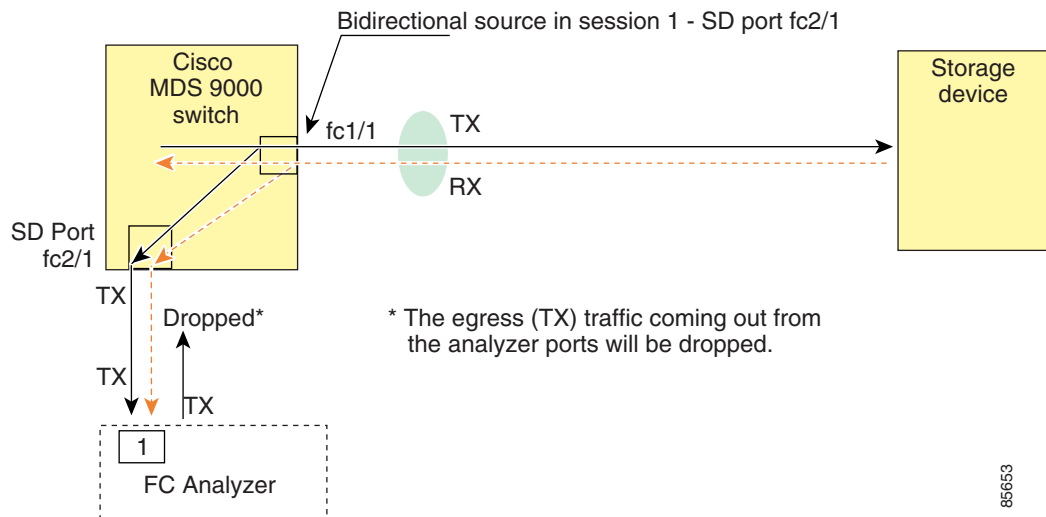 Bidirectional source in session 1 - SD port fc2/1
Cisco
MDS 9000
switch
Storage
device
fc1/1
TX
RX
SD Port
fc2/1
TX
Dropped*
* The egress (TX) traffic coming out from
the analyzer ports will be dropped.
TX
TX
1
FC Analyzer
85653